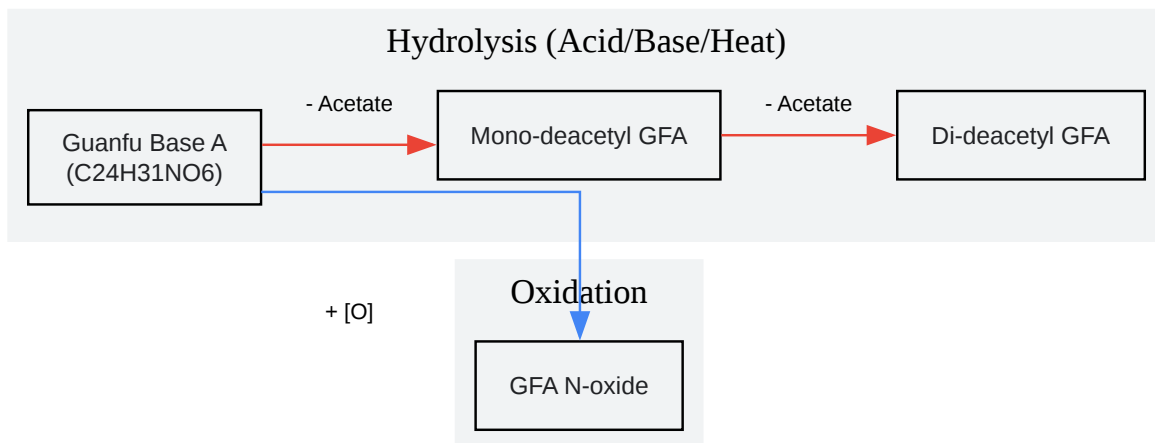 Hydrolysis (Acid/Base/Heat)
- Acetate
- Acetate
Guanfu Base A
(C24H31NO6)
Mono-deacetyl GFA
Di-deacetyl GFA
Oxidation
+ [O]
GFA N-oxide